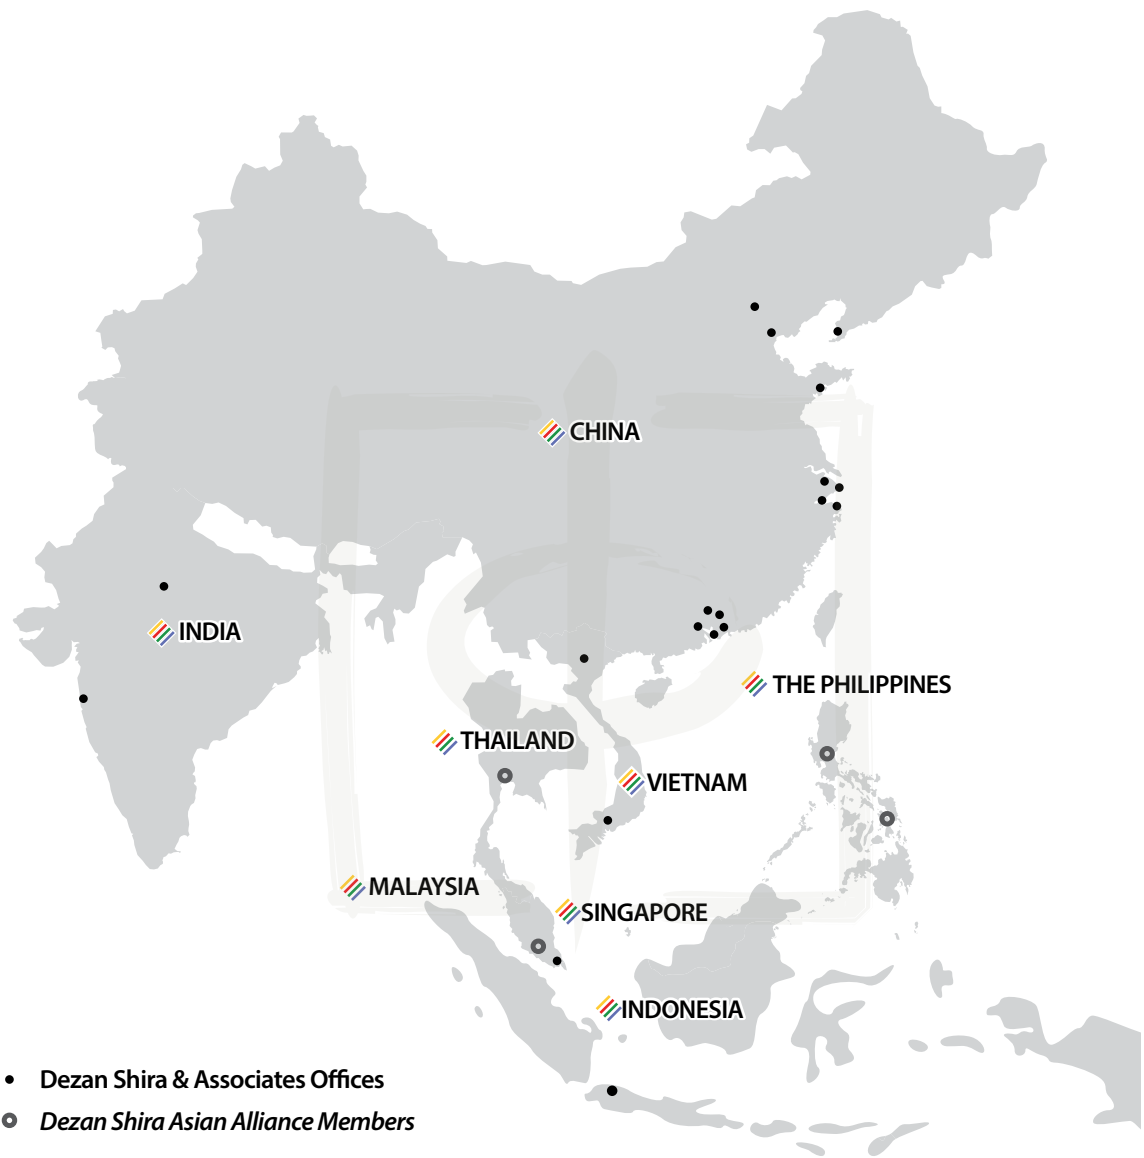 CHINA
INDIA
THE PHILIPPINES
THAILAND
VIETNAM
MALAYSIA
SINGAPORE
INDONESIA
Dezan Shira & Associates Offices
Dezan Shira Asian Alliance Members